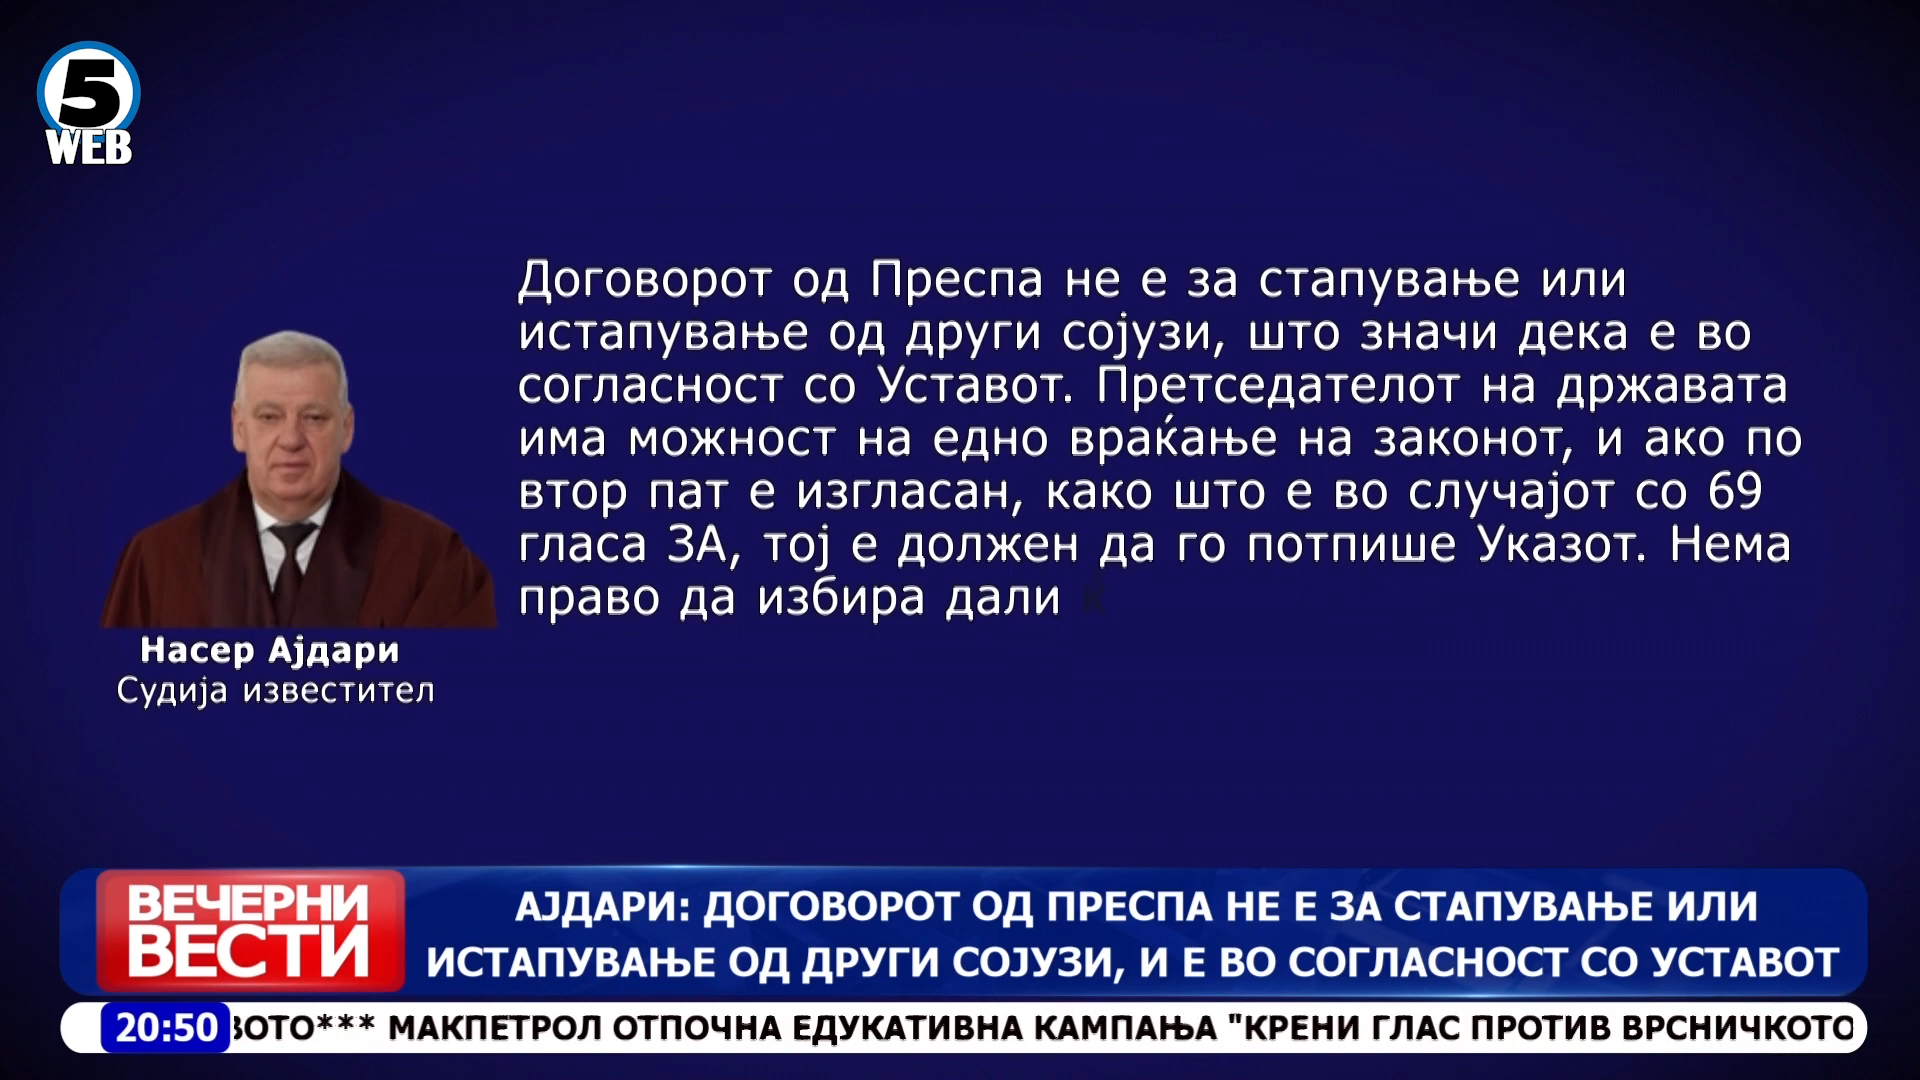 5
WEB
Договорот од Преспа не е за стапување или
истапување од други сојузи, што значи дека е во
согласност со Уставот. Претседателот на државата
има можност на едно враќање на законот, и ако по
втор пат е изгласан, како што е во случајот со 69
гласа ЗА, тој е должен да го потпише Указот. Нема
право да избира дали
Насер Ајдари
Судија известител
ВЕЧЕРНИ
ВЕСТИ
АЈДАРИ: ДОГОВОРОТ ОД ПРЕСПА НЕ Е ЗА СТАПУВАЊЕ ИЛИ
ИСТАПУВАЊЕ ОД ДРУГИ СОЈУЗИ, И Е ВО СОГЛАСНОСТ СО УСТАВОТ
20:50 ВОТО*** МАКПЕТРОЛ ОТПОЧНА ЕДУКАТИВНА КАМПАЊА "КРЕНИ ГЛАС ПРОТИВ ВРСНИЧКОТО